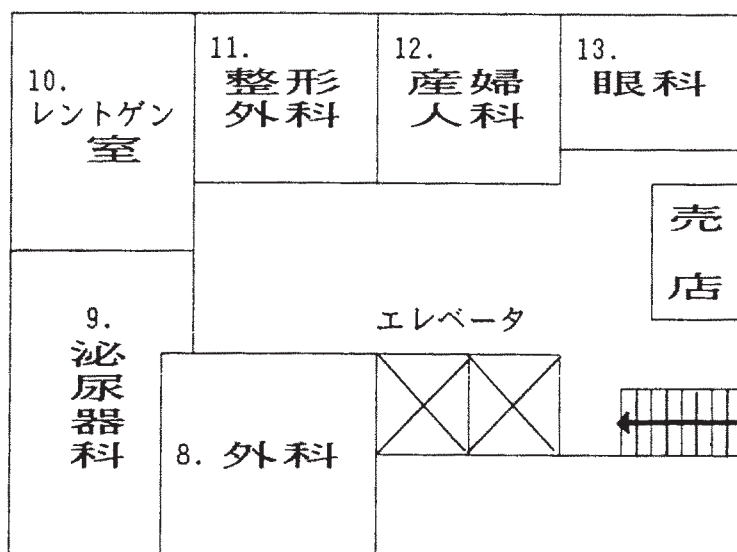 10.
レントゲン
室
11.
整形
外科
12.
産婦
人科
13.
眼科
売
店
エレベータ
9.
泌
尿
器
科
8. 外科